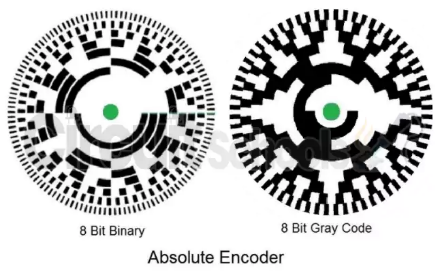 8 Bit Binary
8 Bit Gray Code
Absolute Encoder